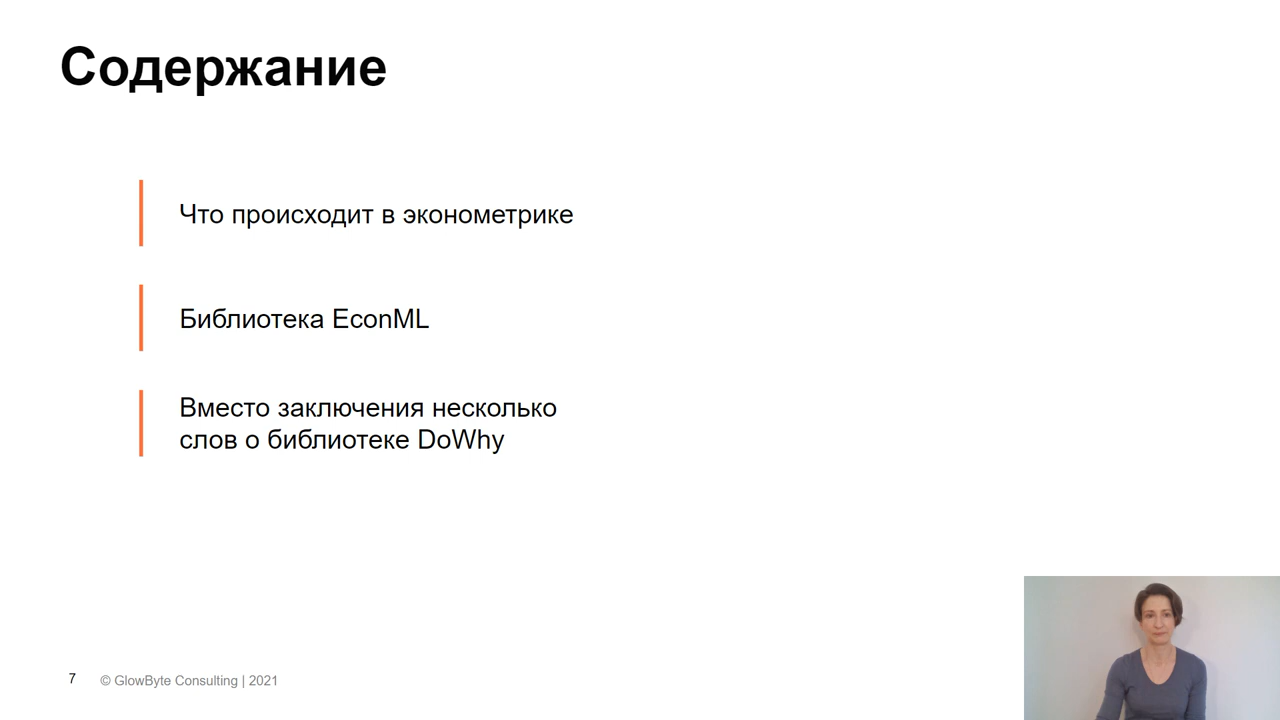 Содержание
Что происходит в эконометрике
Библиотека EconML
Вместо заключения несколько
слов о библиотеке DoWhy
7 © GlowByte Consulting | 2021